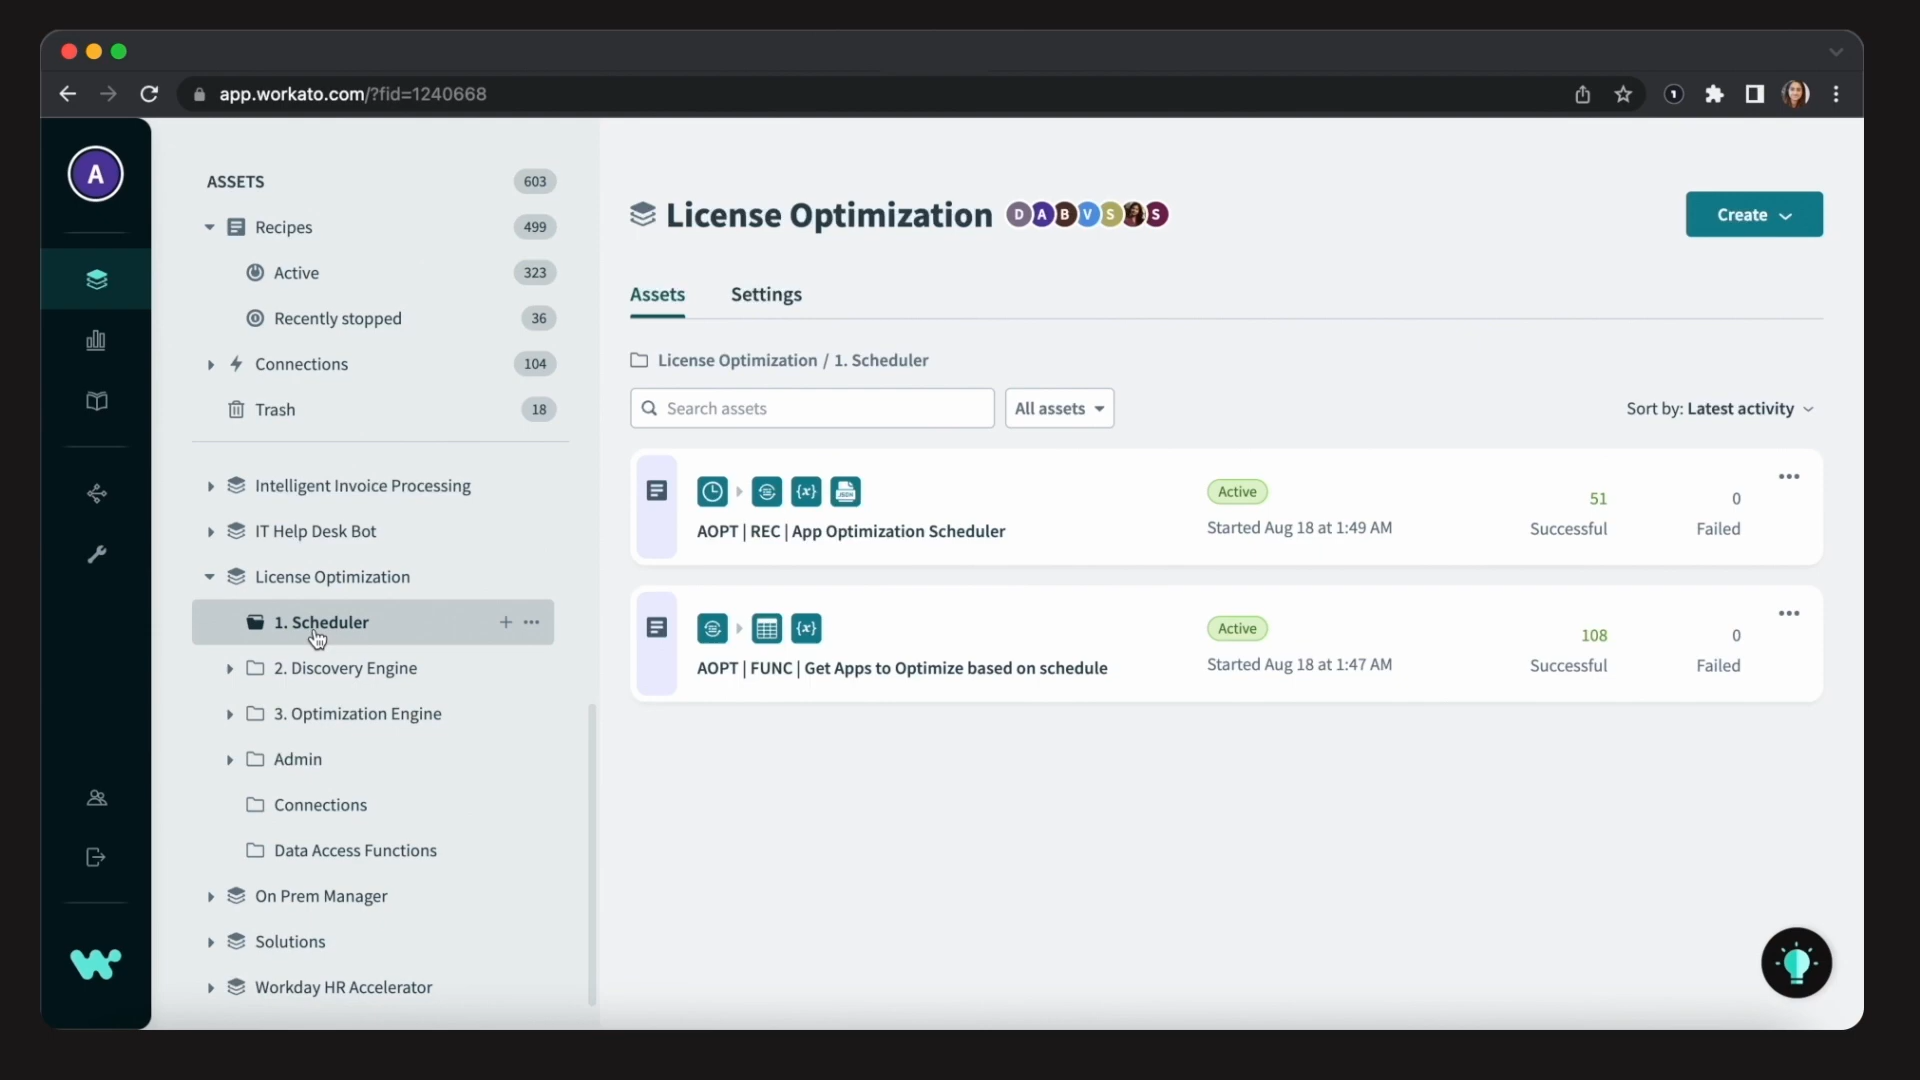 app.workato.com/?fid=1240668
A
ASSETS 603
Recipes 499
Active 323
Recently stopped 36
Connections 104
Trash 18
Intelligent Invoice Processing
IT Help Desk Bot
License Optimization
1. Scheduler
2. Discovery Engine
3. Optimization Engine
Admin
Connections
Data Access Functions
On Prem Manager
Solutions
Workday HR Accelerator
License Optimization D A B V S S
Create
Assets Settings
License Optimization / 1. Scheduler
Search assets All assets Sort by: Latest activity
{x} JSON Active 51 0
AOPT | REC | App Optimization Scheduler Started Aug 18 at 1:49 AM Successful Failed
{x} Active 108 0
AOPT | FUNC | Get Apps to Optimize based on schedule Started Aug 18 at 1:47 AM Successful Failed